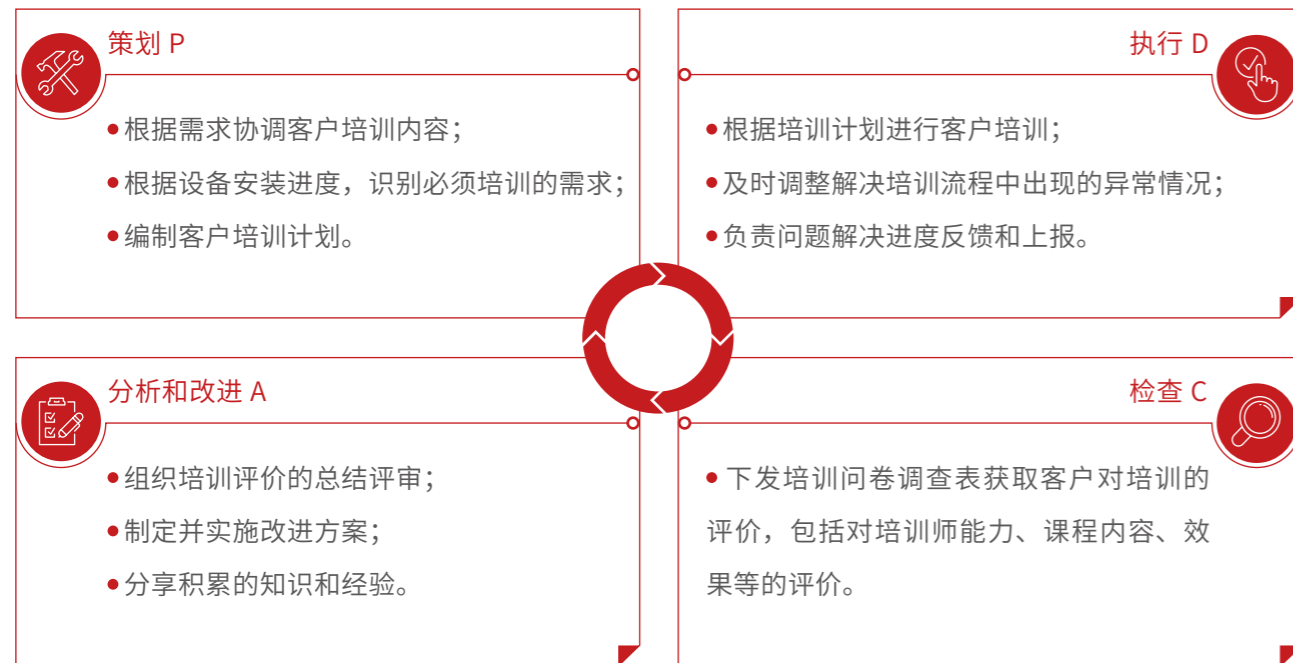 策划 P
•根据需求协调客户培训内容；
•根据设备安装进度，识别必须培训的需求；
•编制客户培训计划。
执行 D
•根据培训计划进行客户培训；
•及时调整解决培训流程中出现的异常情况；
•负责问题解决进度反馈和上报。
分析和改进 A
•组织培训评价的总结评审；
•制定并实施改进方案；
•分享积累的知识和经验。
检查 C
• 下发培训问卷调查表获取客户对培训的
评价，包括对培训师能力、课程内容、效
果等的评价。